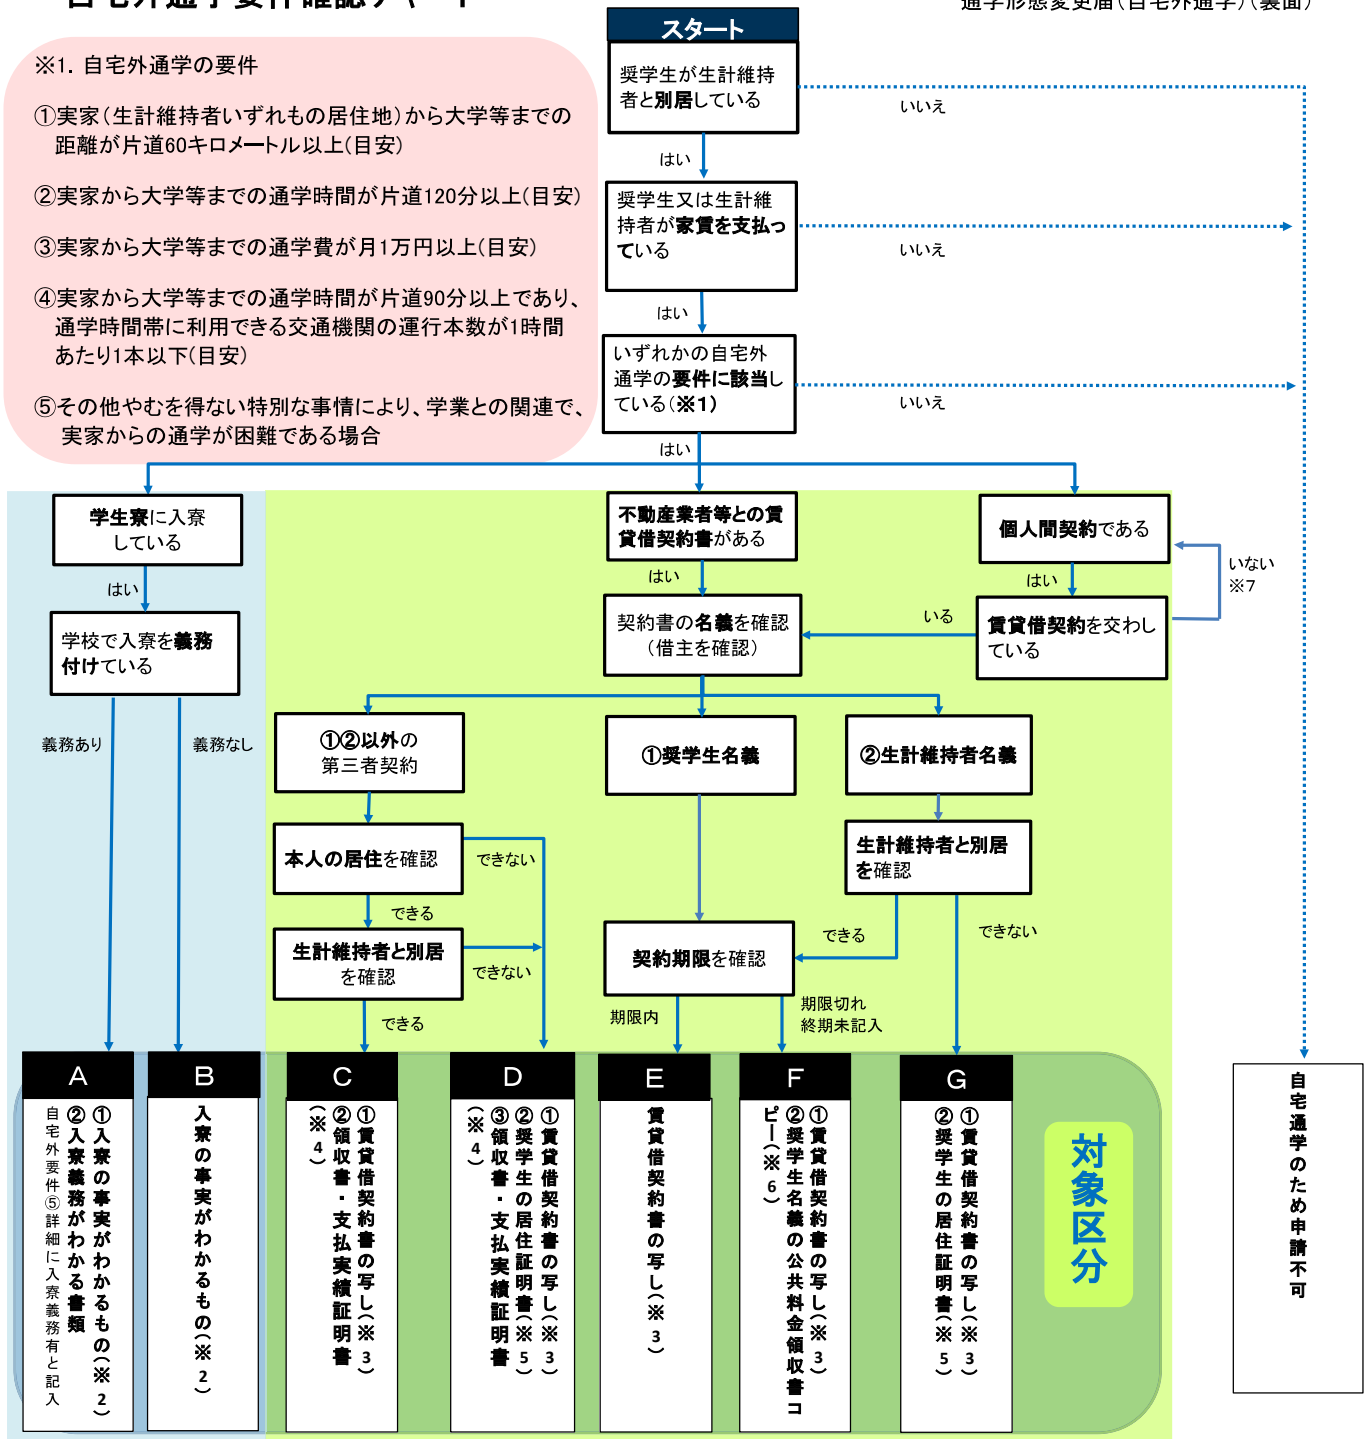 自宅外通学要件確認チャート
通学形態変更届(自宅外通学)(裏面)
※1. 自宅外通学の要件
①実家(生計維持者いずれもの居住地)から大学等までの
距離が片道60キロメートル以上(目安)
②実家から大学等までの通学時間が片道120分以上(目安)
③実家から大学等までの通学費が月1万円以上(目安)
④実家から大学等までの通学時間が片道90分以上であり、
通学時間帯に利用できる交通機関の運行本数が1時間
あたり1本以下(目安)
⑤その他やむを得ない特別な事情により、学業との関連で、
実家からの通学が困難である場合
スタート
奨学生が生計維持
者と別居している
いいえ
はい
奨学生又は生計維
持者が家賃を支払っ
ている
いいえ
はい
いずれかの自宅外
通学の要件に該当し
ている(※1)
いいえ
はい
学生寮に入寮
している
はい
学校で入寮を義務
付けている
義務あり
義務なし
不動産業者等との賃
貸借契約書がある
はい
契約書の名義を確認
(借主を確認)
個人間契約である
はい
いない
※7
賃貸借契約を交わし
ている
いる
①②以外の
第三者契約
①奨学生名義
②生計維持者名義
本人の居住を確認
できない
できる
生計維持者と別居
を確認
できない
できる
生計維持者と別居
を確認
できる
できない
契約期限を確認
期限内
期限切れ
終期未記入
A
①入寮の事実がわかるもの(※2)
②入寮義務がわかる書類
自宅外要件⑤詳細に入寮義務有と記入
B
入寮の事実がわかるもの(※2)
C
①賃貸借契約書の写し(※3)
②領収書・支払実績証明書
(※4)
D
①賃貸借契約書の写し(※3)
②奨学生の居住証明書(※5)
③領収書・支払実績証明書
(※4)
E
賃貸借契約書の写し(※3)
F
①賃貸借契約書の写し(※3)
②奨学生名義の公共料金領収書コ
ピー(※6)
G
①賃貸借契約書の写し(※3)
②奨学生の居住証明書(※5)
対象区分
自宅通学のため申請不可